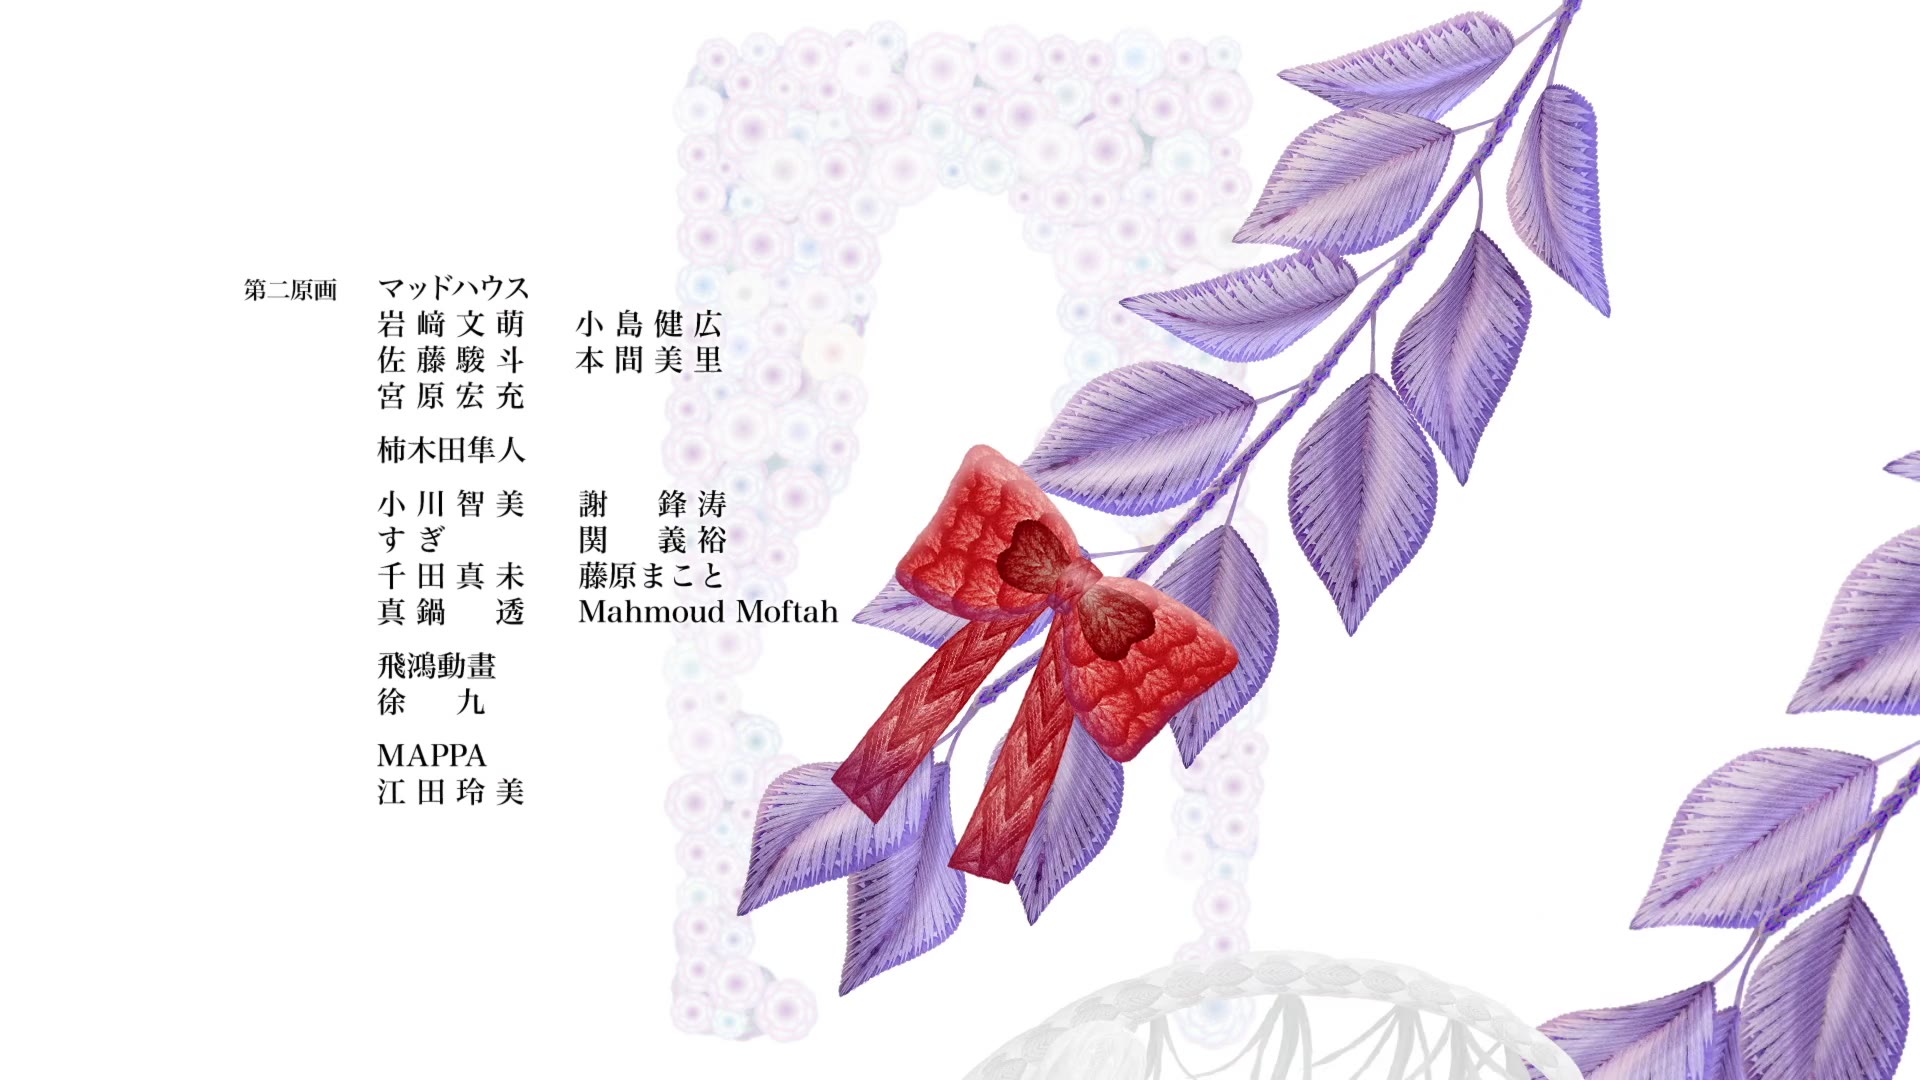 第二原画 マッドハウス
岩﨑文萌 小島健広
佐藤駿斗 本間美里
宮原宏充
柿木田隼人
小川智美 謝 鋒涛
すぎ 関 義裕
千田真未 藤原まこと
真鍋 透 Mahmoud Moftah
飛鴻動畫
徐 九
MAPPA
江田玲美